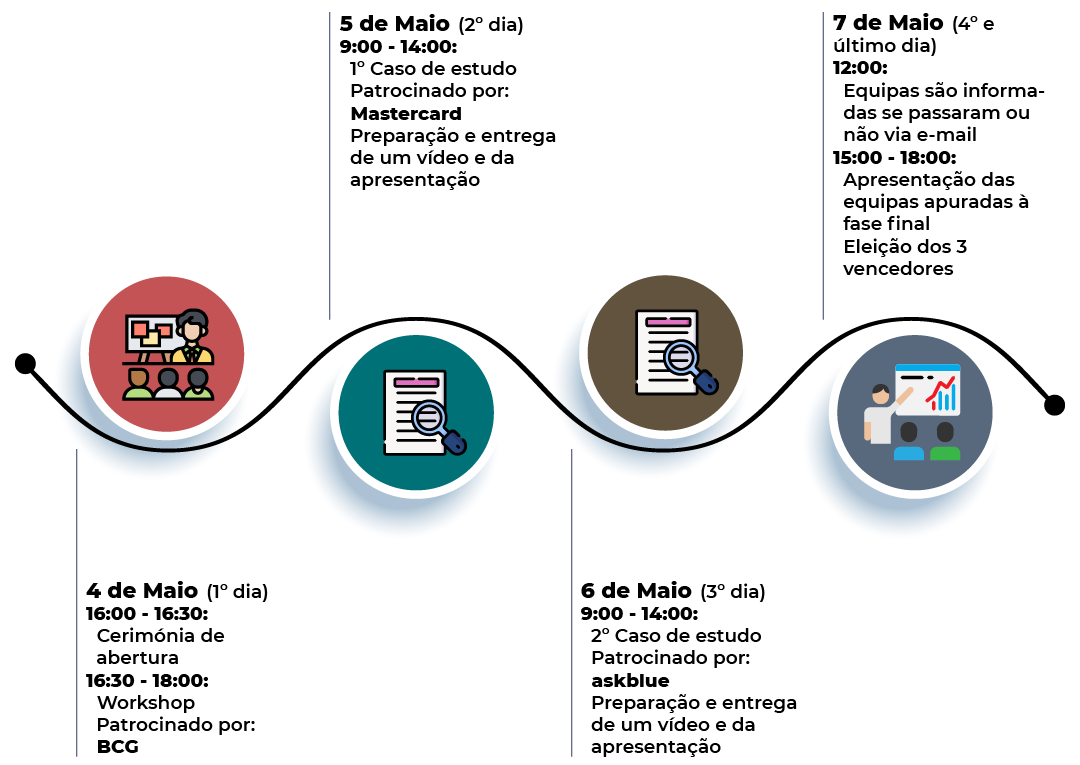 4 de Maio (1º dia)
16:00 - 16:30:
Cerimónia de
abertura
16:30 - 18:00:
Workshop
Patrocinado por:
BCG
5 de Maio (2º dia)
9:00 - 14:00:
1º Caso de estudo
Patrocinado por:
Mastercard
Preparação e entrega
de um vídeo e da
apresentação
6 de Maio (3º dia)
9:00 - 14:00:
2º Caso de estudo
Patrocinado por:
askblue
Preparação e entrega
de um vídeo e da
apresentação
7 de Maio (4º e
último dia)
12:00:
Equipas são informa-
das se passaram ou
não via e-mail
15:00 - 18:00:
Apresentação das
equipas apuradas à
fase final
Eleição dos 3
vencedores